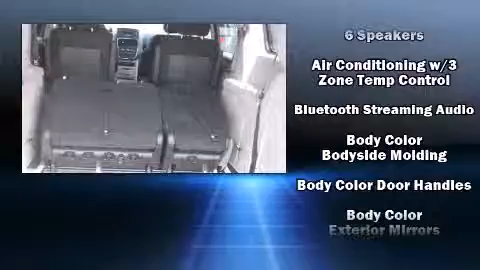 6 Speakers
Air Conditioning w/3
Zone Temp Control
Bluetooth Streaming Audio
Body Color
Bodyside Molding
Body Color Door Handles
Body Color
Exterior Mirrors